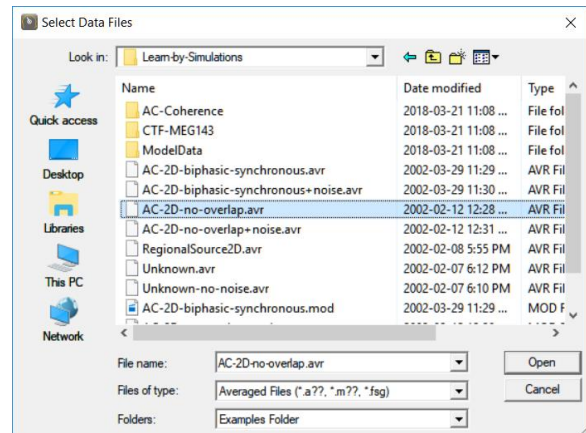 Select Data Files
Look in: Learn-by-Simulations
Name Date modified Type
AC-Coherence 2018-03-21 11:08 ... File fol
CTF-MEG143 2018-03-21 11:08 ... File fol
ModelData 2018-03-21 11:08 ... File fol
AC-2D-biphasic-synchronous.avr 2002-03-29 11:29 ... AVR Fil
AC-2D-biphasic-synchronous+noise.avr 2002-03-29 11:30 ... AVR Fil
AC-2D-no-overlap.avr 2002-02-12 12:28 ... AVR Fil
AC-2D-no-overlap+noise.avr 2002-02-12 12:31 ... AVR Fil
RegionalSource2D.avr 2002-02-08 5:55 PM AVR Fil
Unknown.avr 2002-02-07 6:12 PM AVR Fil
Unknown-no-noise.avr 2002-02-07 6:10 PM AVR Fil
AC-2D-biphasic-synchronous.mod 2002-03-29 11:29 ... MOD F
Quick access
Desktop
Libraries
This PC
Network
File name: AC-2D-no-overlap.avr Open
Files of type: Averaged Files (*.a??, *.m??, *.fsg) Cancel
Folders: Examples Folder